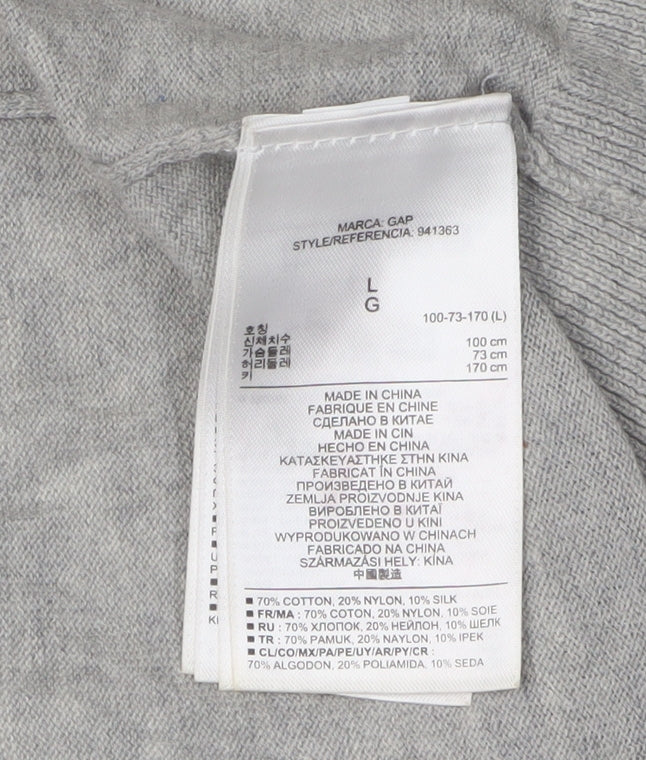 MARCA: GAP
STYLE/REFERENCIA: 941363
L
G
100-73-170 (L)
호칭
신체치수 100 cm
가슴둘레 73 cm
허리둘레 170 cm
키
MADE IN CHINA
FABRIQUE EN CHINE
СДЕЛАНО В КИТАЕ
MADE IN CIN
HECHO EN CHINA
ΚΑΤΑΣΚΕΥΑΣΤΗΚΕ ΣΤΗΝ ΚΙΝΑ
FABRICAT ÎN CHINA
ПРОИЗВЕДЕНО В КИТАЙ
ZEMLJA PROIZVODNJE KINA
ВИРОБЛЕНО В КИТАЇ
PROIZVEDENO U KINI
WYPRODUKOWANO W CHINACH
FABRICADO NA CHINA
SZÁRMAZÁSI HELY: KÍNA
中國製造
■ 70% COTTON, 20% NYLON, 10% SILK
■ FR/MA : 70% COTON, 20% NYLON, 10% SOIE
■ RU : 70% ХЛОПОК, 20% НЕЙЛОН, 10% ШЕЛК
■ TR : 70% PAMUK, 20% NAYLON, 10% IPEK
■ CL/CO/MX/PA/PE/UY/AR/PY/CR :
70% ALGODON, 20% POLIAMIDA, 10% SEDA